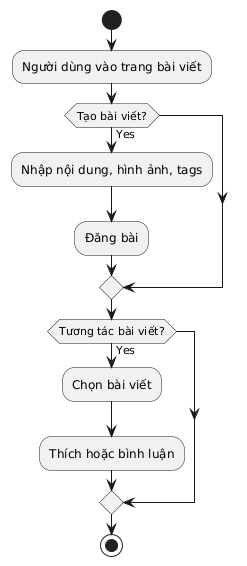 Người dùng vào trang bài viết
Tạo bài viết?
Yes
Nhập nội dung, hình ảnh, tags
Đăng bài
Tương tác bài viết?
Yes
Chọn bài viết
Thích hoặc bình luận